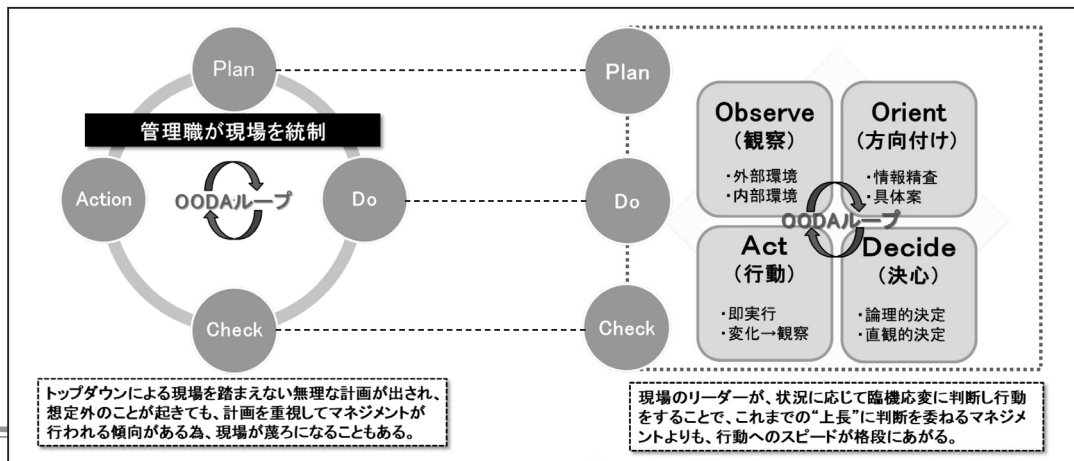 Plan
管理職が現場を統制
Action
OODAループ
Do
Check
トップダウンによる現場を踏まえない無理な計画が出され、
想定外のことが起きても、計画を重視してマネジメントが
行われる傾向がある為、現場が蔑ろになることもある。
Plan
Do
Check
Observe
(観察)
・外部環境
・内部環境
Orient
(方向付け)
・情報精査
・具体案
OODAループ
Act
(行動)
・即実行
・変化→観察
Decide
(決心)
・論理的決定
・直観的決定
現場のリーダーが、状況に応じて臨機応変に判断し行動
をすることで、これまでの“上長”に判断を委ねるマネジメ
ントよりも、行動へのスピードが格段にあがる。